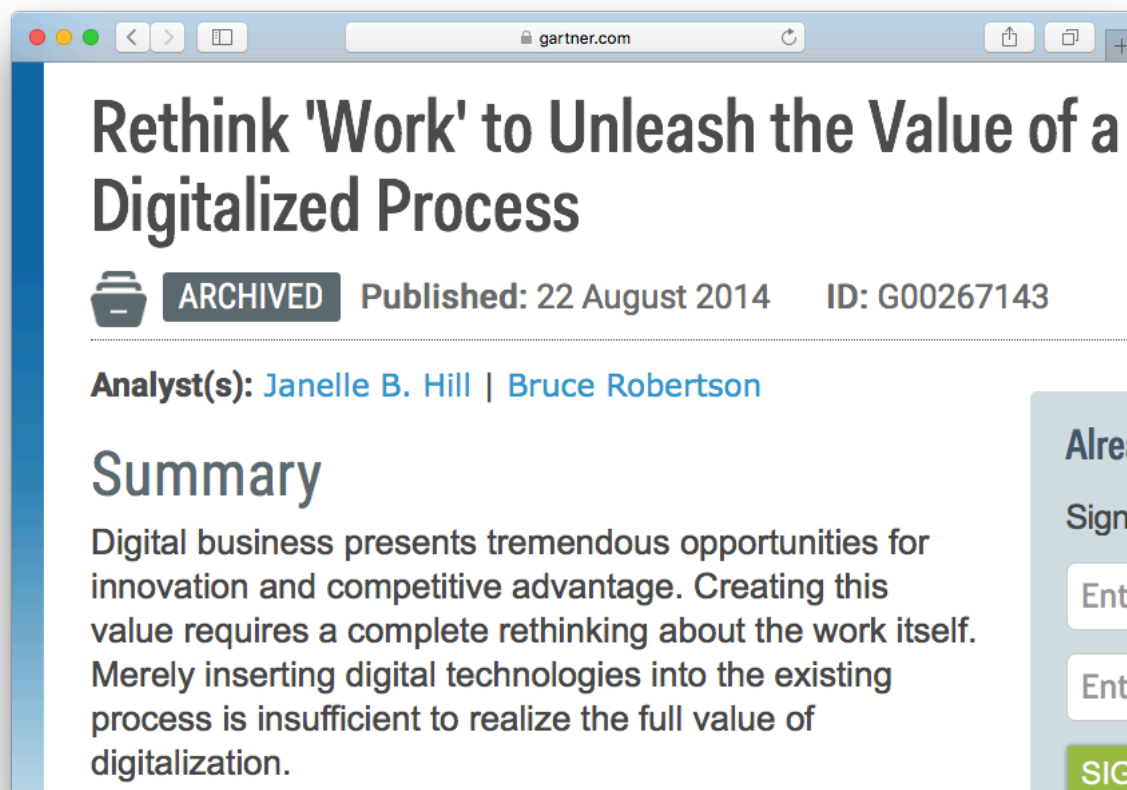 gartner.com
Rethink 'Work' to Unleash the Value of a
Digitalized Process
ARCHIVED Published: 22 August 2014 ID: G00267143
Analyst(s): Janelle B. Hill | Bruce Robertson
Summary
Digital business presents tremendous opportunities for
innovation and competitive advantage. Creating this
value requires a complete rethinking about the work itself.
Merely inserting digital technologies into the existing
process is insufficient to realize the full value of
digitalization.
Sign